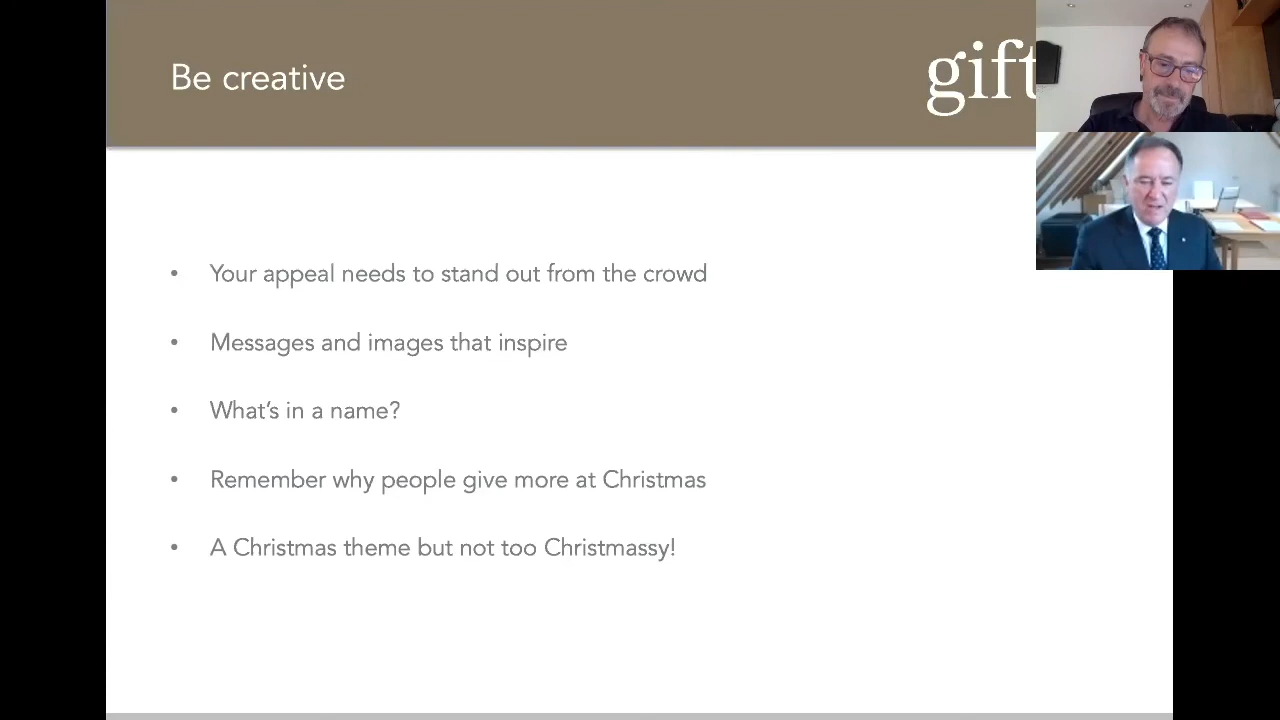 Be creative
gift
• Your appeal needs to stand out from the crowd
• Messages and images that inspire
• What's in a name?
• Remember why people give more at Christmas
• A Christmas theme but not too Christmassy!